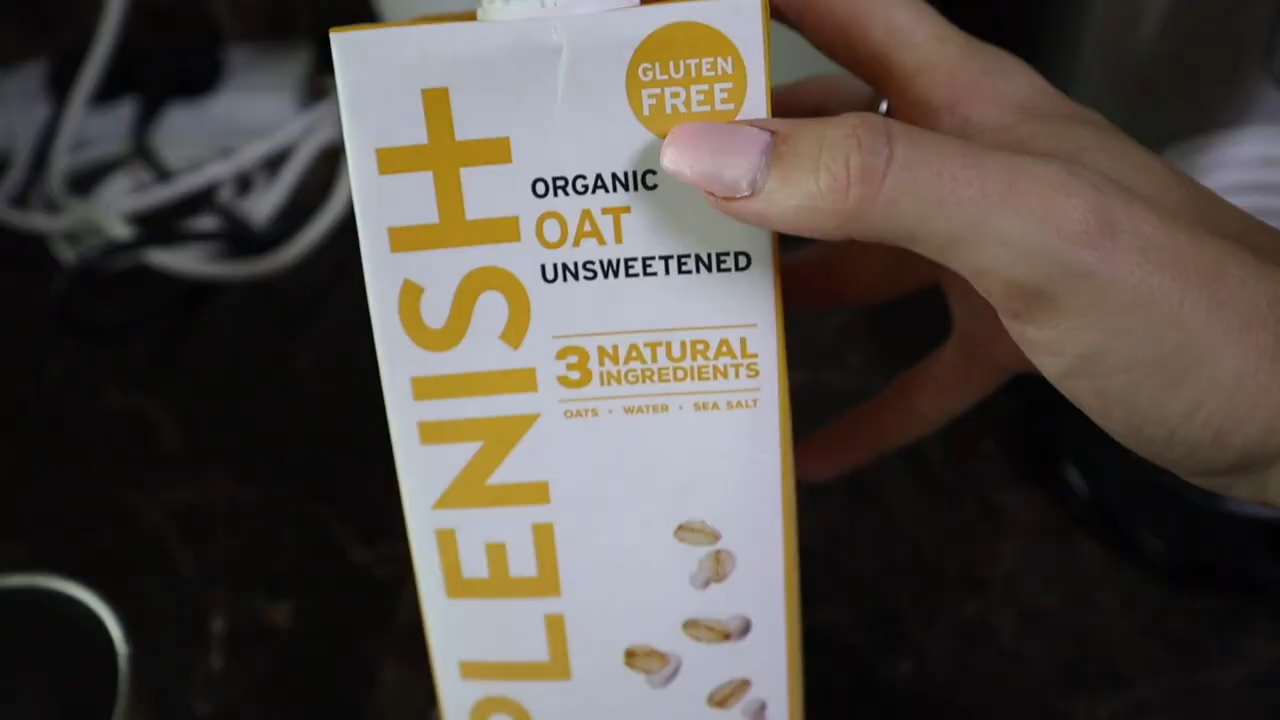 GLUTEN
FREE
PLENISH
ORGANIC
OAT
UNSWEETENED
3 NATURAL
INGREDIENTS
OATS • WATER • SEA SALT